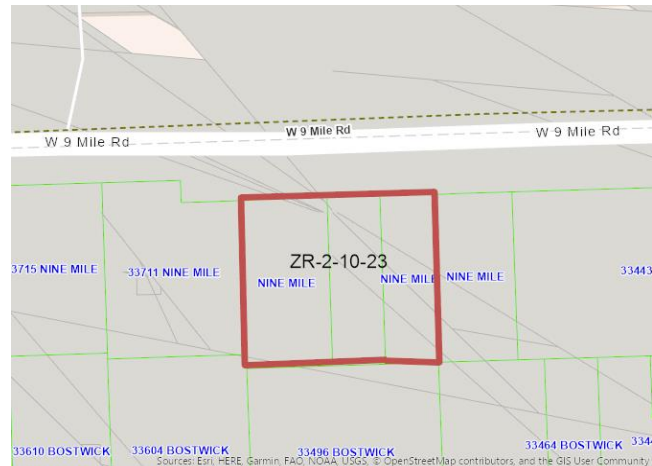 W 9 Mile Rd
W 9 Mile Rd
W 9 Mile Rd
ZR-2-10-23
3715 NINE MILE
33711 NINE MILE
NINE MILE
NINE MILE
NINE MILE
33443
33610 BOSTWICK
33604 BOSTWICK
33496 BOSTWICK
33464 BOSTWICK
334
Sources: Esri, HERE, Garmin, FAO, NOAA, USGS, © OpenStreetMap contributors, and the GIS User Community